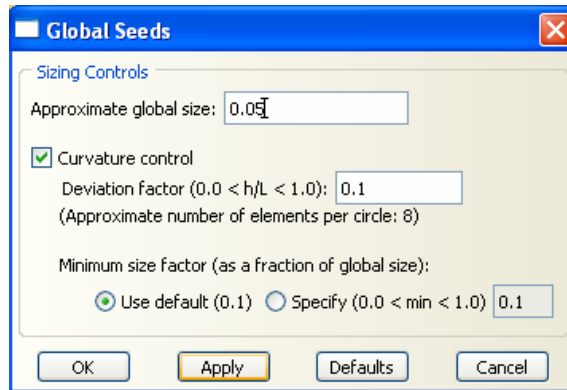 Global Seeds
Sizing Controls
Approximate global size: 0.05
Curvature control
Deviation factor (0.0 < h/L < 1.0): 0.1
(Approximate number of elements per circle: 8)
Minimum size factor (as a fraction of global size):
Use default (0.1) Specify (0.0 < min < 1.0) 0.1
OK Apply Defaults Cancel